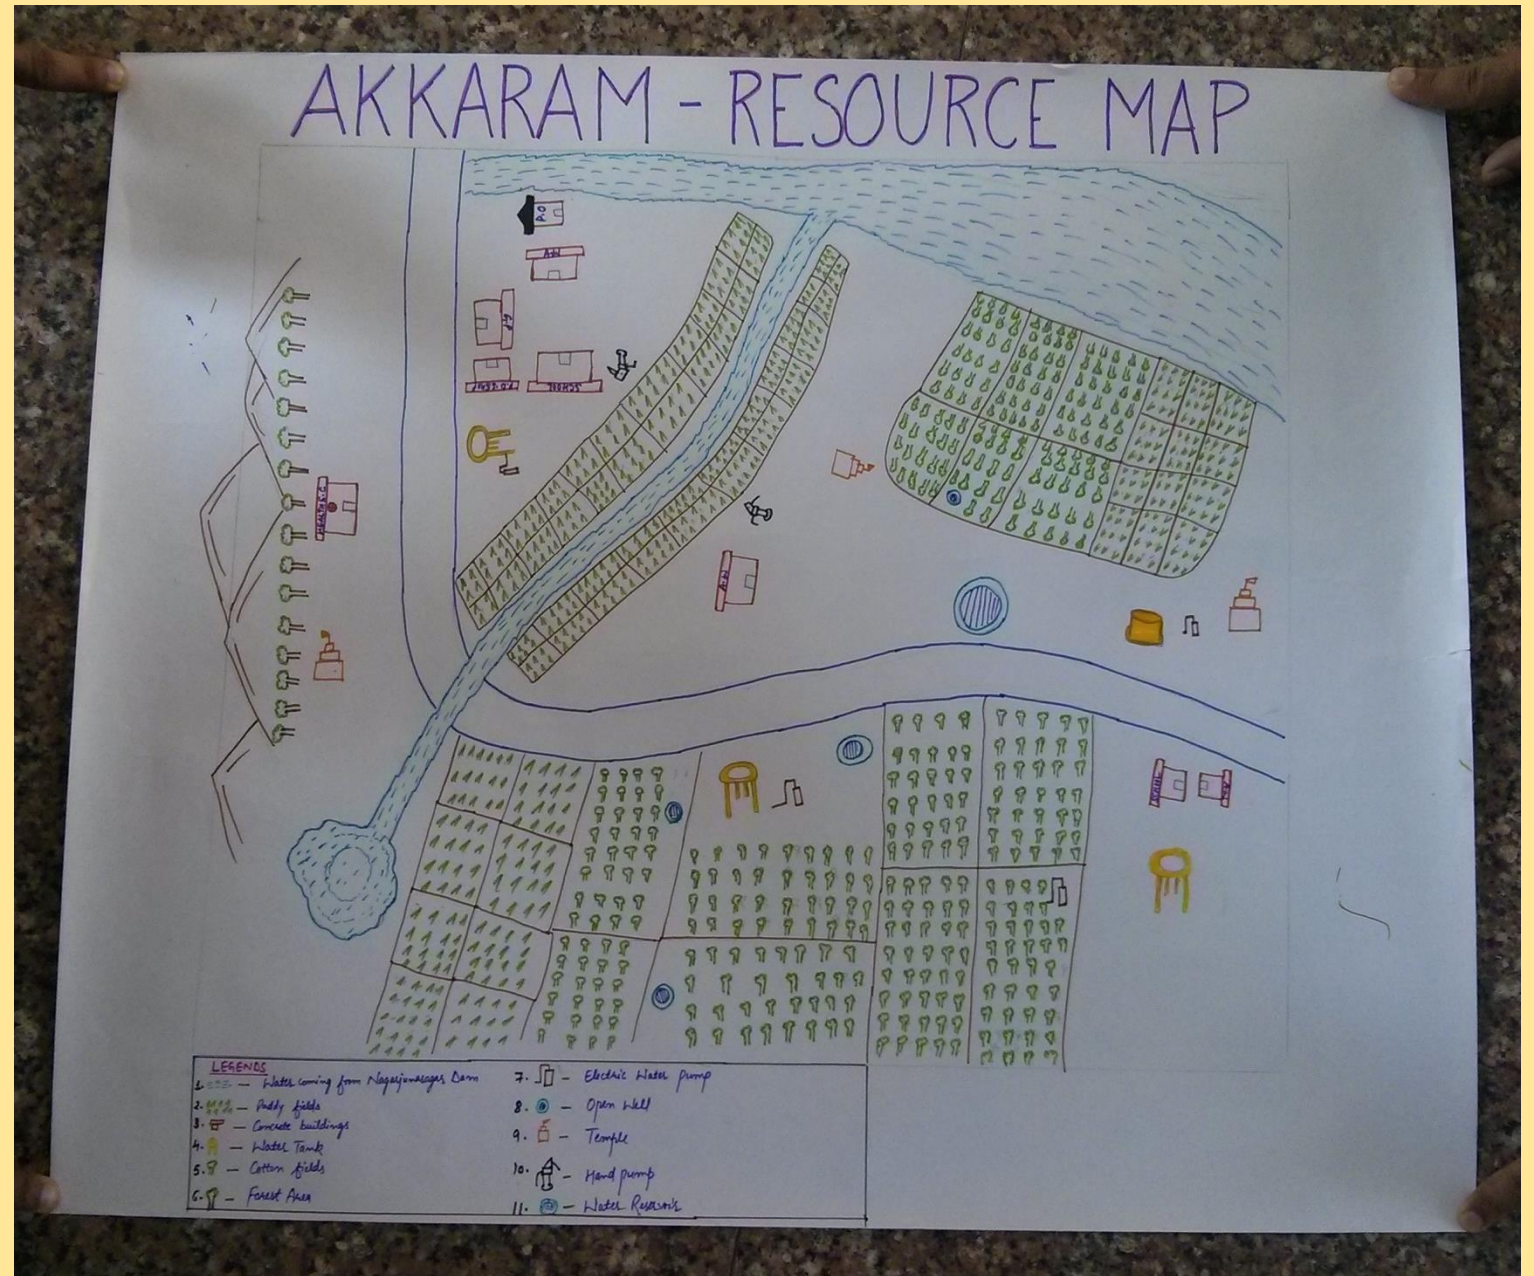 AKKARAM - RESOURCE MAP
P.O
SCHOOL
LEGENDS
1. — Water coming from Nagarjunasagar Dam
2. — Paddy fields
3. — Concrete buildings
4. — Water Tank
5. — Cotton fields
6. — Forest Area
7. — Electric Water pump
8. — Open Well
9. — Temple
10. — Hand pump
11. — Water Reservoir